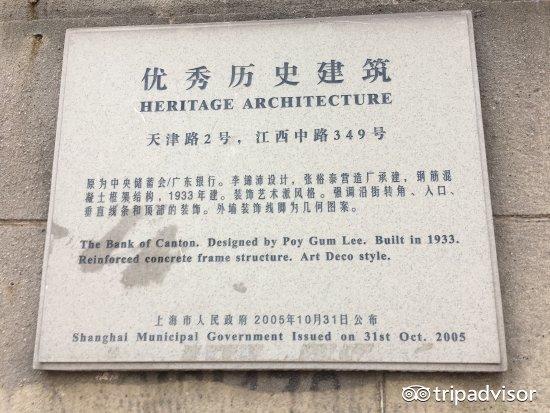 优秀历史建筑
HERITAGE ARCHITECTURE
天津路2号，江西中路349号
原为中央储蓄会/广东银行。李锦沛设计，张裕泰营造厂承建，钢筋混
凝土框架结构，1933年建。装饰艺术派风格。强调沿街转角、入口、
垂直线条和顶部的装饰。外墙装饰线脚为几何图案。
The Bank of Canton. Designed by Poy Gum Lee. Built in 1933.
Reinforced concrete frame structure. Art Deco style.
上海市人民政府 2005年10月31日公布
Shanghai Municipal Government Issued on 31st Oct. 2005
tripadvisor